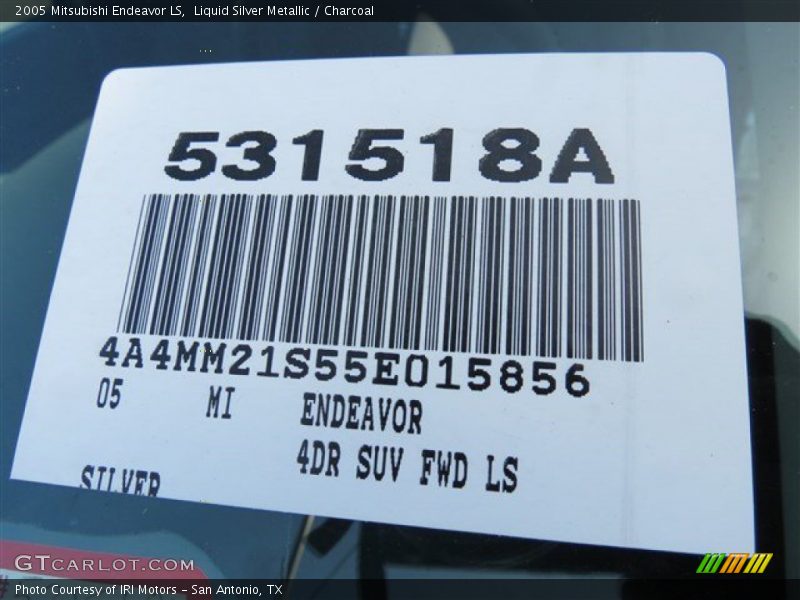 2005 Mitsubishi Endeavor LS,  Liquid Silver Metallic / Charcoal
531518A
4A4MM21S55E015856
05 MI ENDEAVOR
4DR SUV FWD LS
SILVER
GTCARLOT.COM
Photo Courtesy of IRI Motors - San Antonio, TX